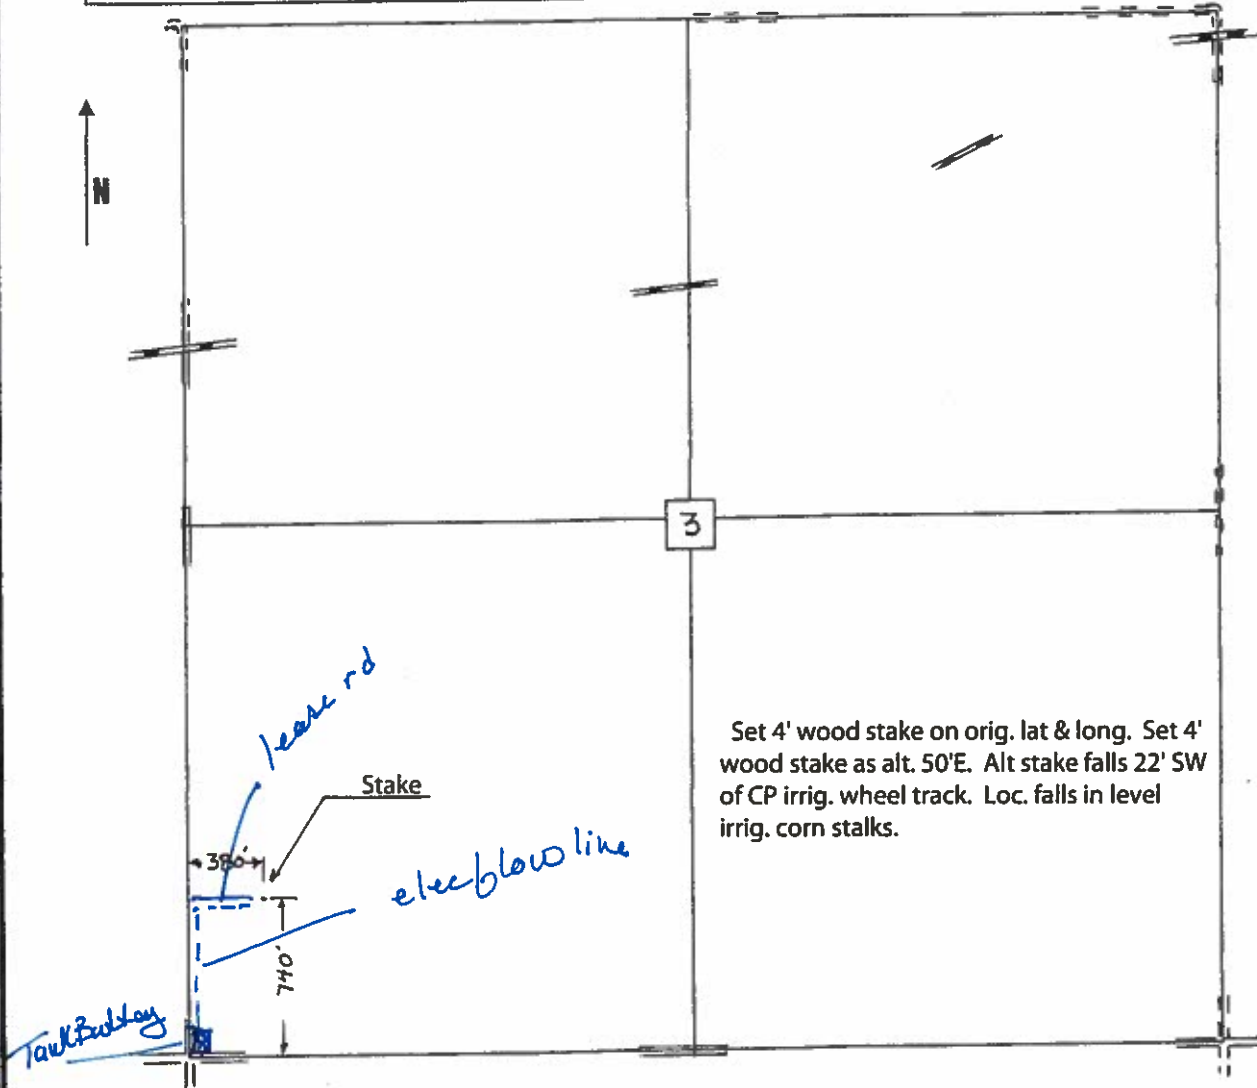 N
3
lease rd
Stake
Set 4' wood stake on orig. lat & long. Set 4'
wood stake as alt. 50'E. Alt stake falls 22' SW
of CP irrig. wheel track. Loc. falls in level
irrig. corn stalks.
380'
elec/flow line
740'
Tank Battery